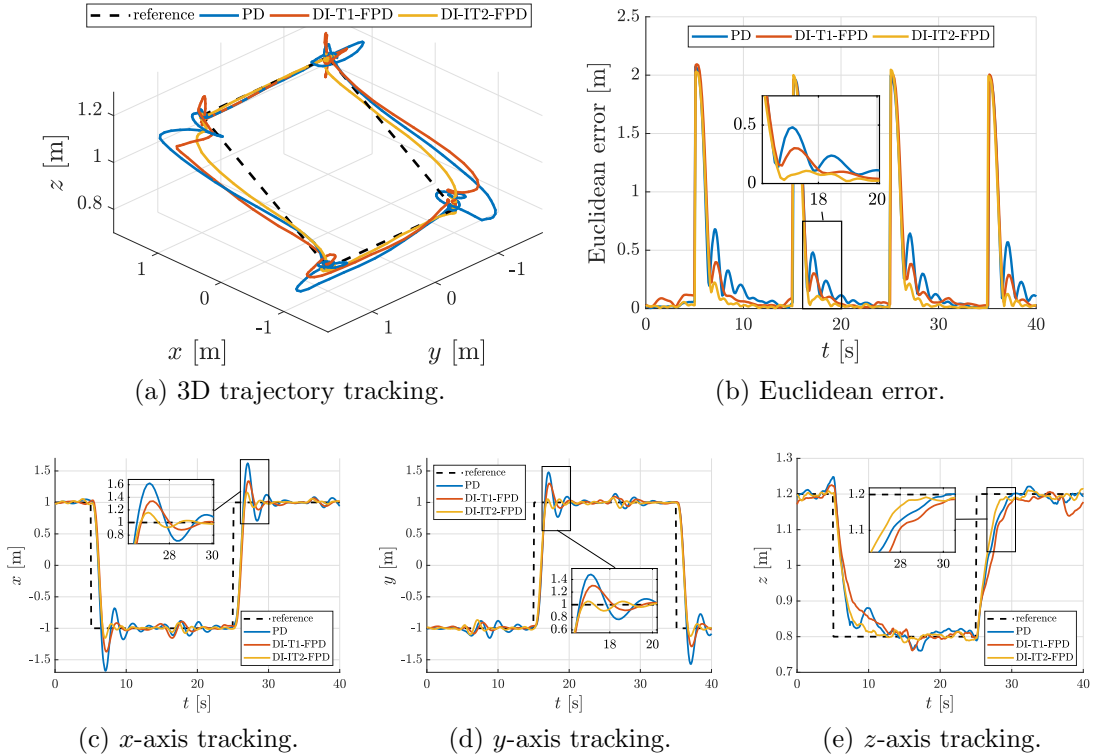 reference PD DI-T1-FPD DI-IT2-FPD
1.2
1
0.8
z [m]
1
0
-1
x [m]
-1
0
1
y [m]
(a) 3D trajectory tracking.
PD DI-T1-FPD DI-IT2-FPD
2.5
2
1.5
1
0.5
0
Euclidean error [m]
0.5
0
18 20
0 10 20 30 40
t [s]
(b) Euclidean error.
1.5
1.0
0.5
0
-0.5
-1
-1.5
x [m]
1.6
1.4
1.2
1
0.8
28 30
reference
PD
DI-T1-FPD
DI-IT2-FPD
0 10 20 30 40
t [s]
(c) x-axis tracking.
1.5
1.0
0.5
0
-0.5
-1
-1.5
y [m]
reference
PD
DI-T1-FPD
DI-IT2-FPD
1.4
1.2
1
0.8
0.6
18 20
0 10 20 30 40
t [s]
(d) y-axis tracking.
1.3
1.2
1.1
1
0.9
0.8
0.7
z [m]
1.20
1.10
28 30
reference
PD
DI-T1-FPD
DI-IT2-FPD
0 10 20 30 40
t [s]
(e) z-axis tracking.